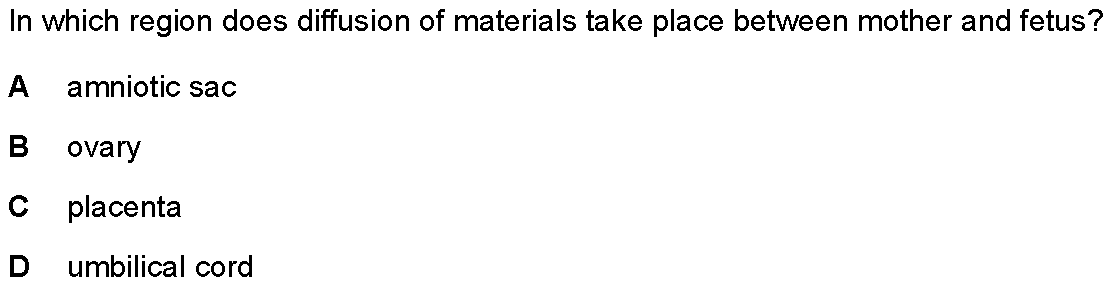 In which region does diffusion of materials take place between mother and fetus?
A amniotic sac
B ovary
C placenta
D umbilical cord